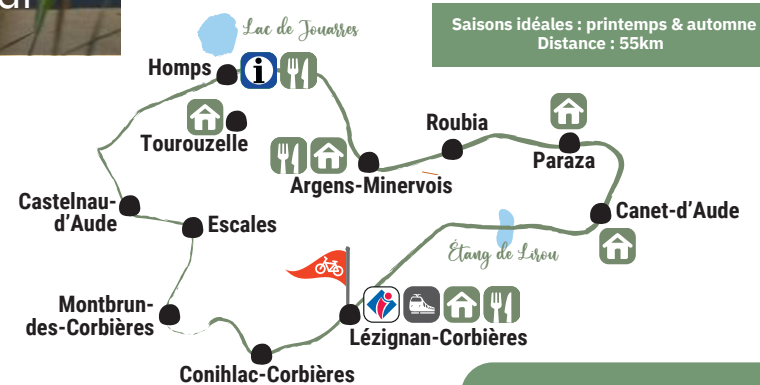 Saisons idéales : printemps & automne
Distance : 55km
Lac de Jouarres
Homps
i
Tourouzelle
Roubia
Paraza
Argens-Minervois
Castelnau-
d'Aude
Escales
Canet-d'Aude
Étang de Lirou
Montbrun-
des-Corbières
Lézignan-Corbières
Conihlac-Corbières